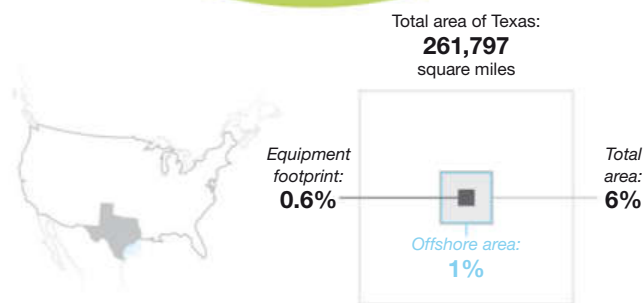 Total area of Texas:
261,797
square miles
Equipment
footprint:
0.6%
Total
area:
6%
Offshore area:
1%